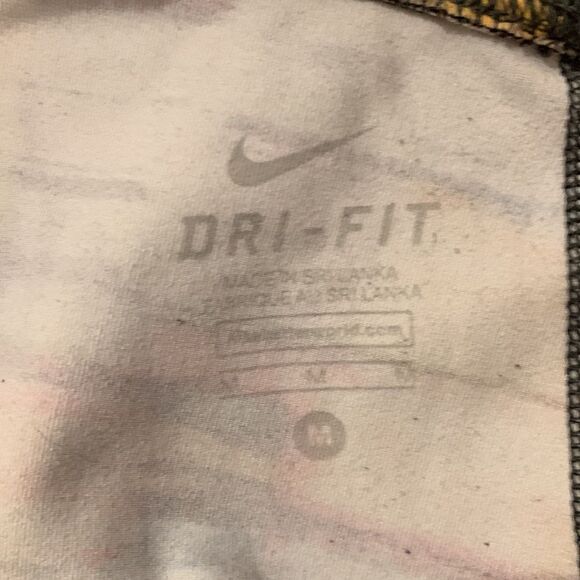 DRI-FIT
MADE IN SRI LANKA
FABRIQUE AU SRI LANKA
M M M
M